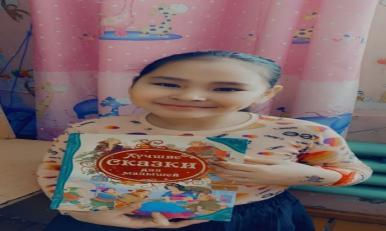 Лучшие
Сказки
для
малышей